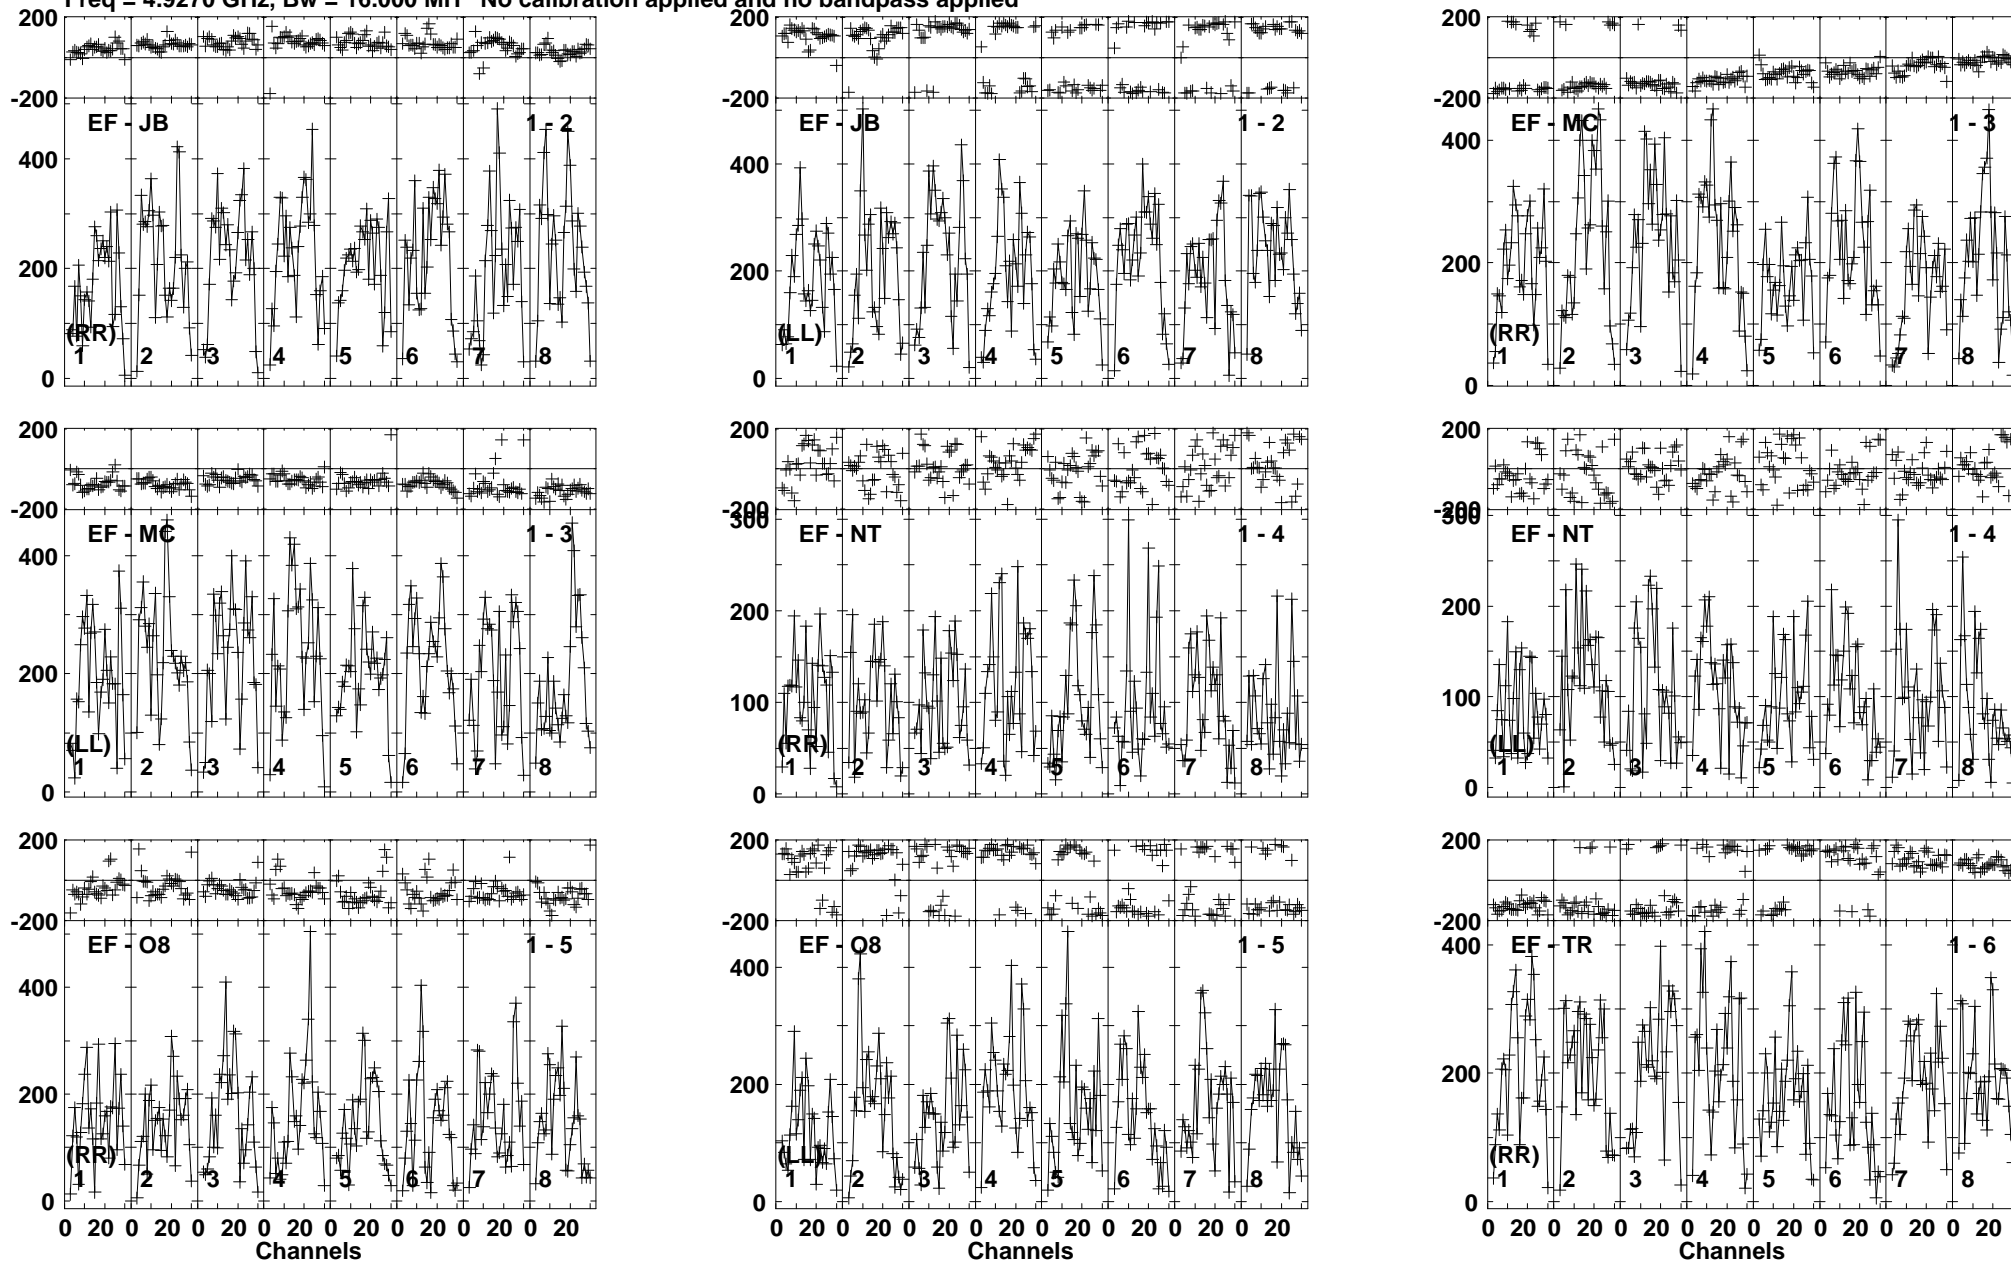 Freq = 4.9270 GHz, Bw = 16.000 MH No calibration applied and no bandpass applied
200 200 200
-200 -200 -200
EF - JB 1 - 2 EF - JB 1 - 2 EF - MC 1 - 3
400 400 400
200 200 200
(RR) (LL) (RR)
1 2 3 4 5 6 7 8 1 2 3 4 5 6 7 8 1 2 3 4 5 6 7 8
0 0 0
200 200 200
-200 -200 -200
300 300
EF - MC 1 - 3 EF - NT 1 - 4 EF - NT 1 - 4
400 200 200
200 100 100
(LL) (RR) (LL)
1 2 3 4 5 6 7 8 1 2 3 4 5 6 7 8 1 2 3 4 5 6 7 8
0 0 0
200 200 200
-200 -200 -200
EF - O8 1 - 5 EF - O8 1 - 5 EF - TR 1 - 6
400 400 400
200 200 200
(RR) (LL) (RR)
1 2 3 4 5 6 7 8 1 2 3 4 5 6 7 8 1 2 3 4 5 6 7 8
0 0 0
0 20 0 20 0 20 0 20 0 20 0 20 0 20 0 20 0 20 0 20 0 20 0 20 0 20 0 20 0 20 0 20 0 20 0 20 0 20 0 20 0 20 0 20 0 20 0 20
Channels Channels Channels